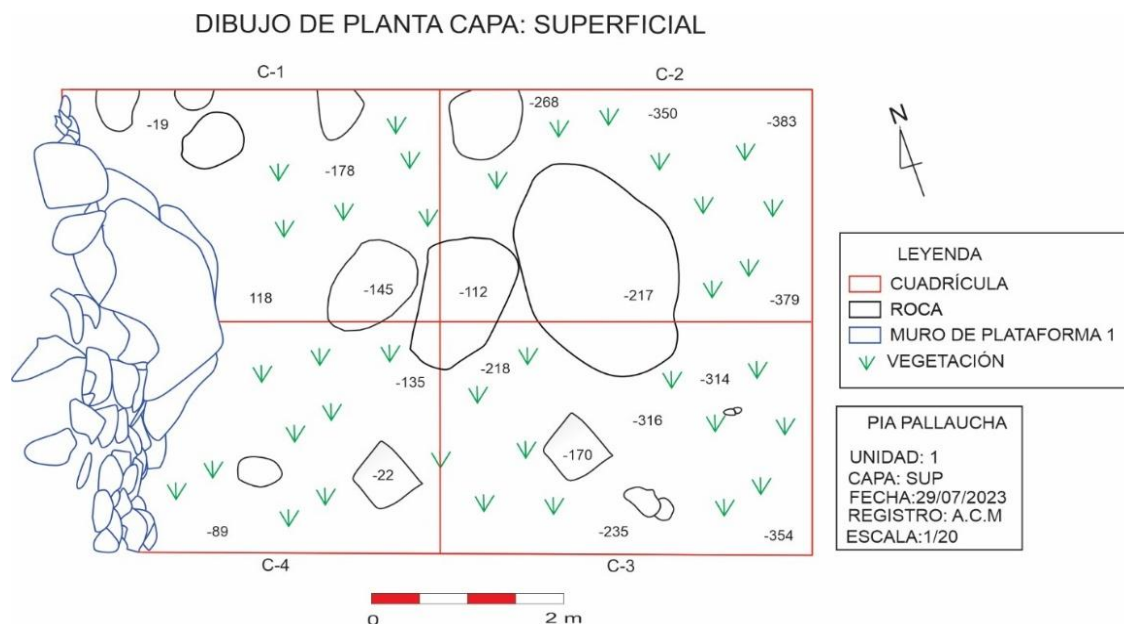 DIBUJO DE PLANTA CAPA: SUPERFICIAL
C-1
C-2
-19
-268
-350
-383
-178
118
-145
-112
-217
-379
-135
-218
-314
-316
-22
-170
-89
-235
-354
C-4
C-3
0
2 m
N
LEYENDA
CUADRÍCULA
ROCA
MURO DE PLATAFORMA 1
VEGETACIÓN
PIA PALLAUCHA
UNIDAD: 1
CAPA: SUP
FECHA:29/07/2023
REGISTRO: A.C.M
ESCALA:1/20